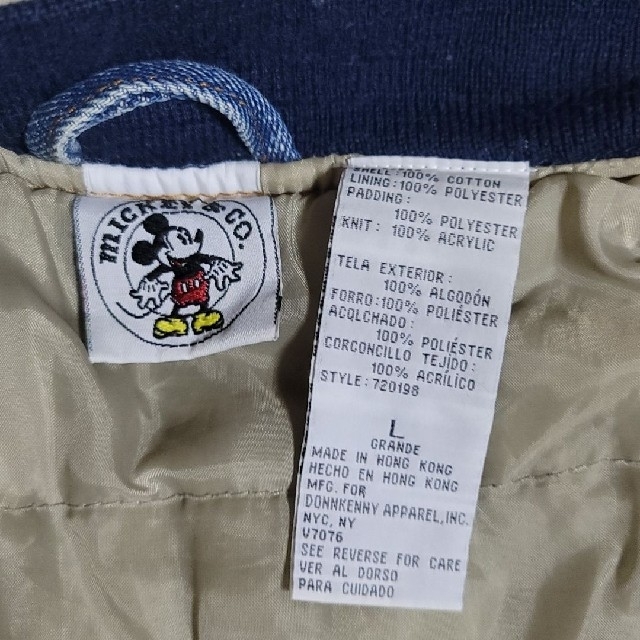 MICKEY & CO.
SHELL: 100% COTTON
LINING: 100% POLYESTER
PADDING:
100% POLYESTER
KNIT: 100% ACRYLIC
TELA EXTERIOR:
100% ALGODÓN
FORRO: 100% POLIÉSTER
ACQLCHADO:
100% POLIÉSTER
CORCONCILLO TEJIDO:
100% ACRÍLICO
STYLE: 720198
L
GRANDE
MADE IN HONG KONG
HECHO EN HONG KONG
MFG. FOR
DONNKENNY APPAREL, INC.
NYC, NY
V7076
SEE REVERSE FOR CARE
VER AL DORSO
PARA CUIDADO